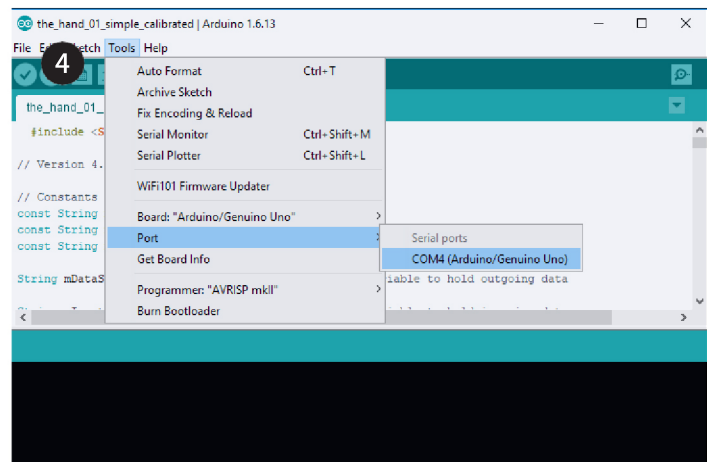 the_hand_01_simple_calibrated | Arduino 1.6.13
File Tools Help
4
Auto Format Ctrl+T
Archive Sketch
the_hand_01_
Fix Encoding & Reload
#include <S
Serial Monitor Ctrl+Shift+M
Serial Plotter Ctrl+Shift+L
// Version 4.
WiFi101 Firmware Updater
// Constants
const String
Board: "Arduino/Genuino Uno"
const String
Port
Serial ports
const String
Get Board Info
COM4 (Arduino/Genuino Uno)
String mDataS
iable to hold outgoing data
Programmer: "AVRISP mkII"
Burn Bootloader